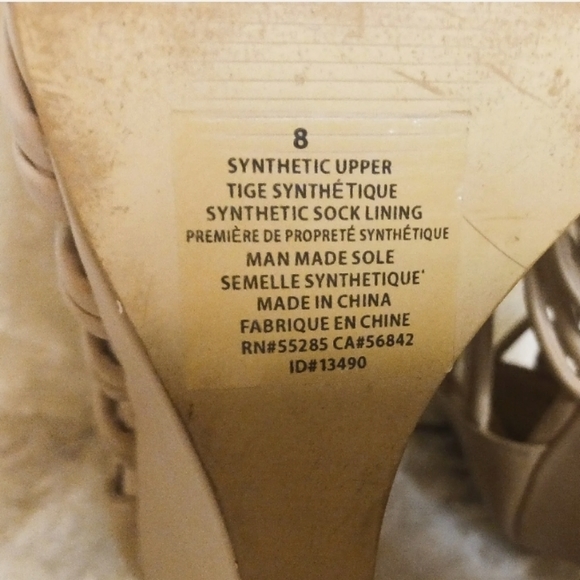 8
SYNTHETIC UPPER
TIGE SYNTHÉTIQUE
SYNTHETIC SOCK LINING
PREMIÈRE DE PROPRETÉ SYNTHÉTIQUE
MAN MADE SOLE
SEMELLE SYNTHETIQUE'
MADE IN CHINA
FABRIQUE EN CHINE
RN#55285 CA#56842
ID#13490